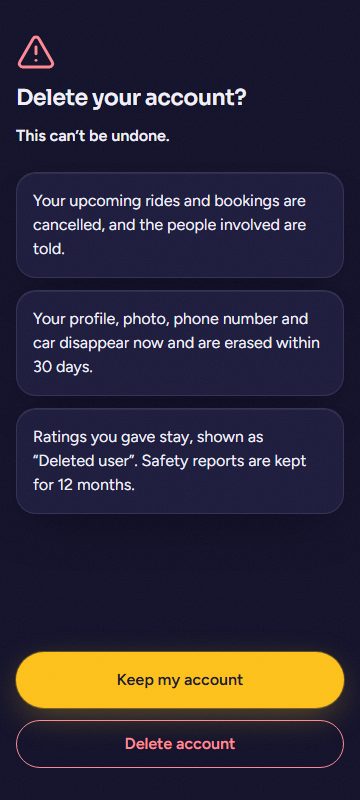 Delete your account?
This can’t be undone.
Your upcoming rides and bookings are
cancelled, and the people involved are
told.
Your profile, photo, phone number and
car disappear now and are erased within
30 days.
Ratings you gave stay, shown as
“Deleted user”. Safety reports are kept
for 12 months.
Keep my account
Delete account